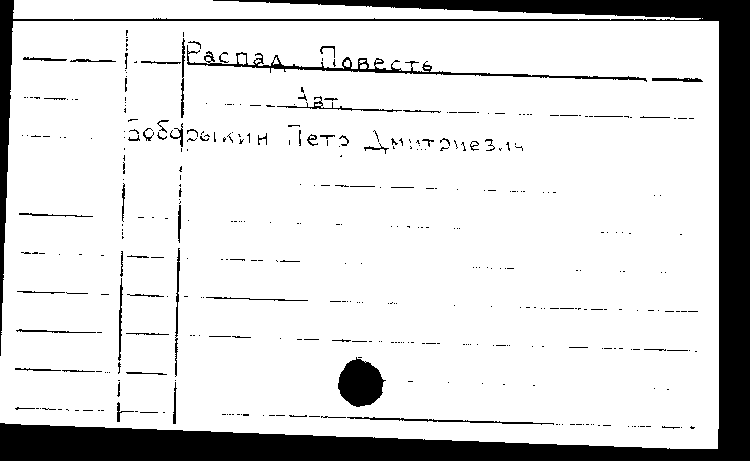 Распад. Повесть
Авт.
Боборыкин Петр Дмитриевич